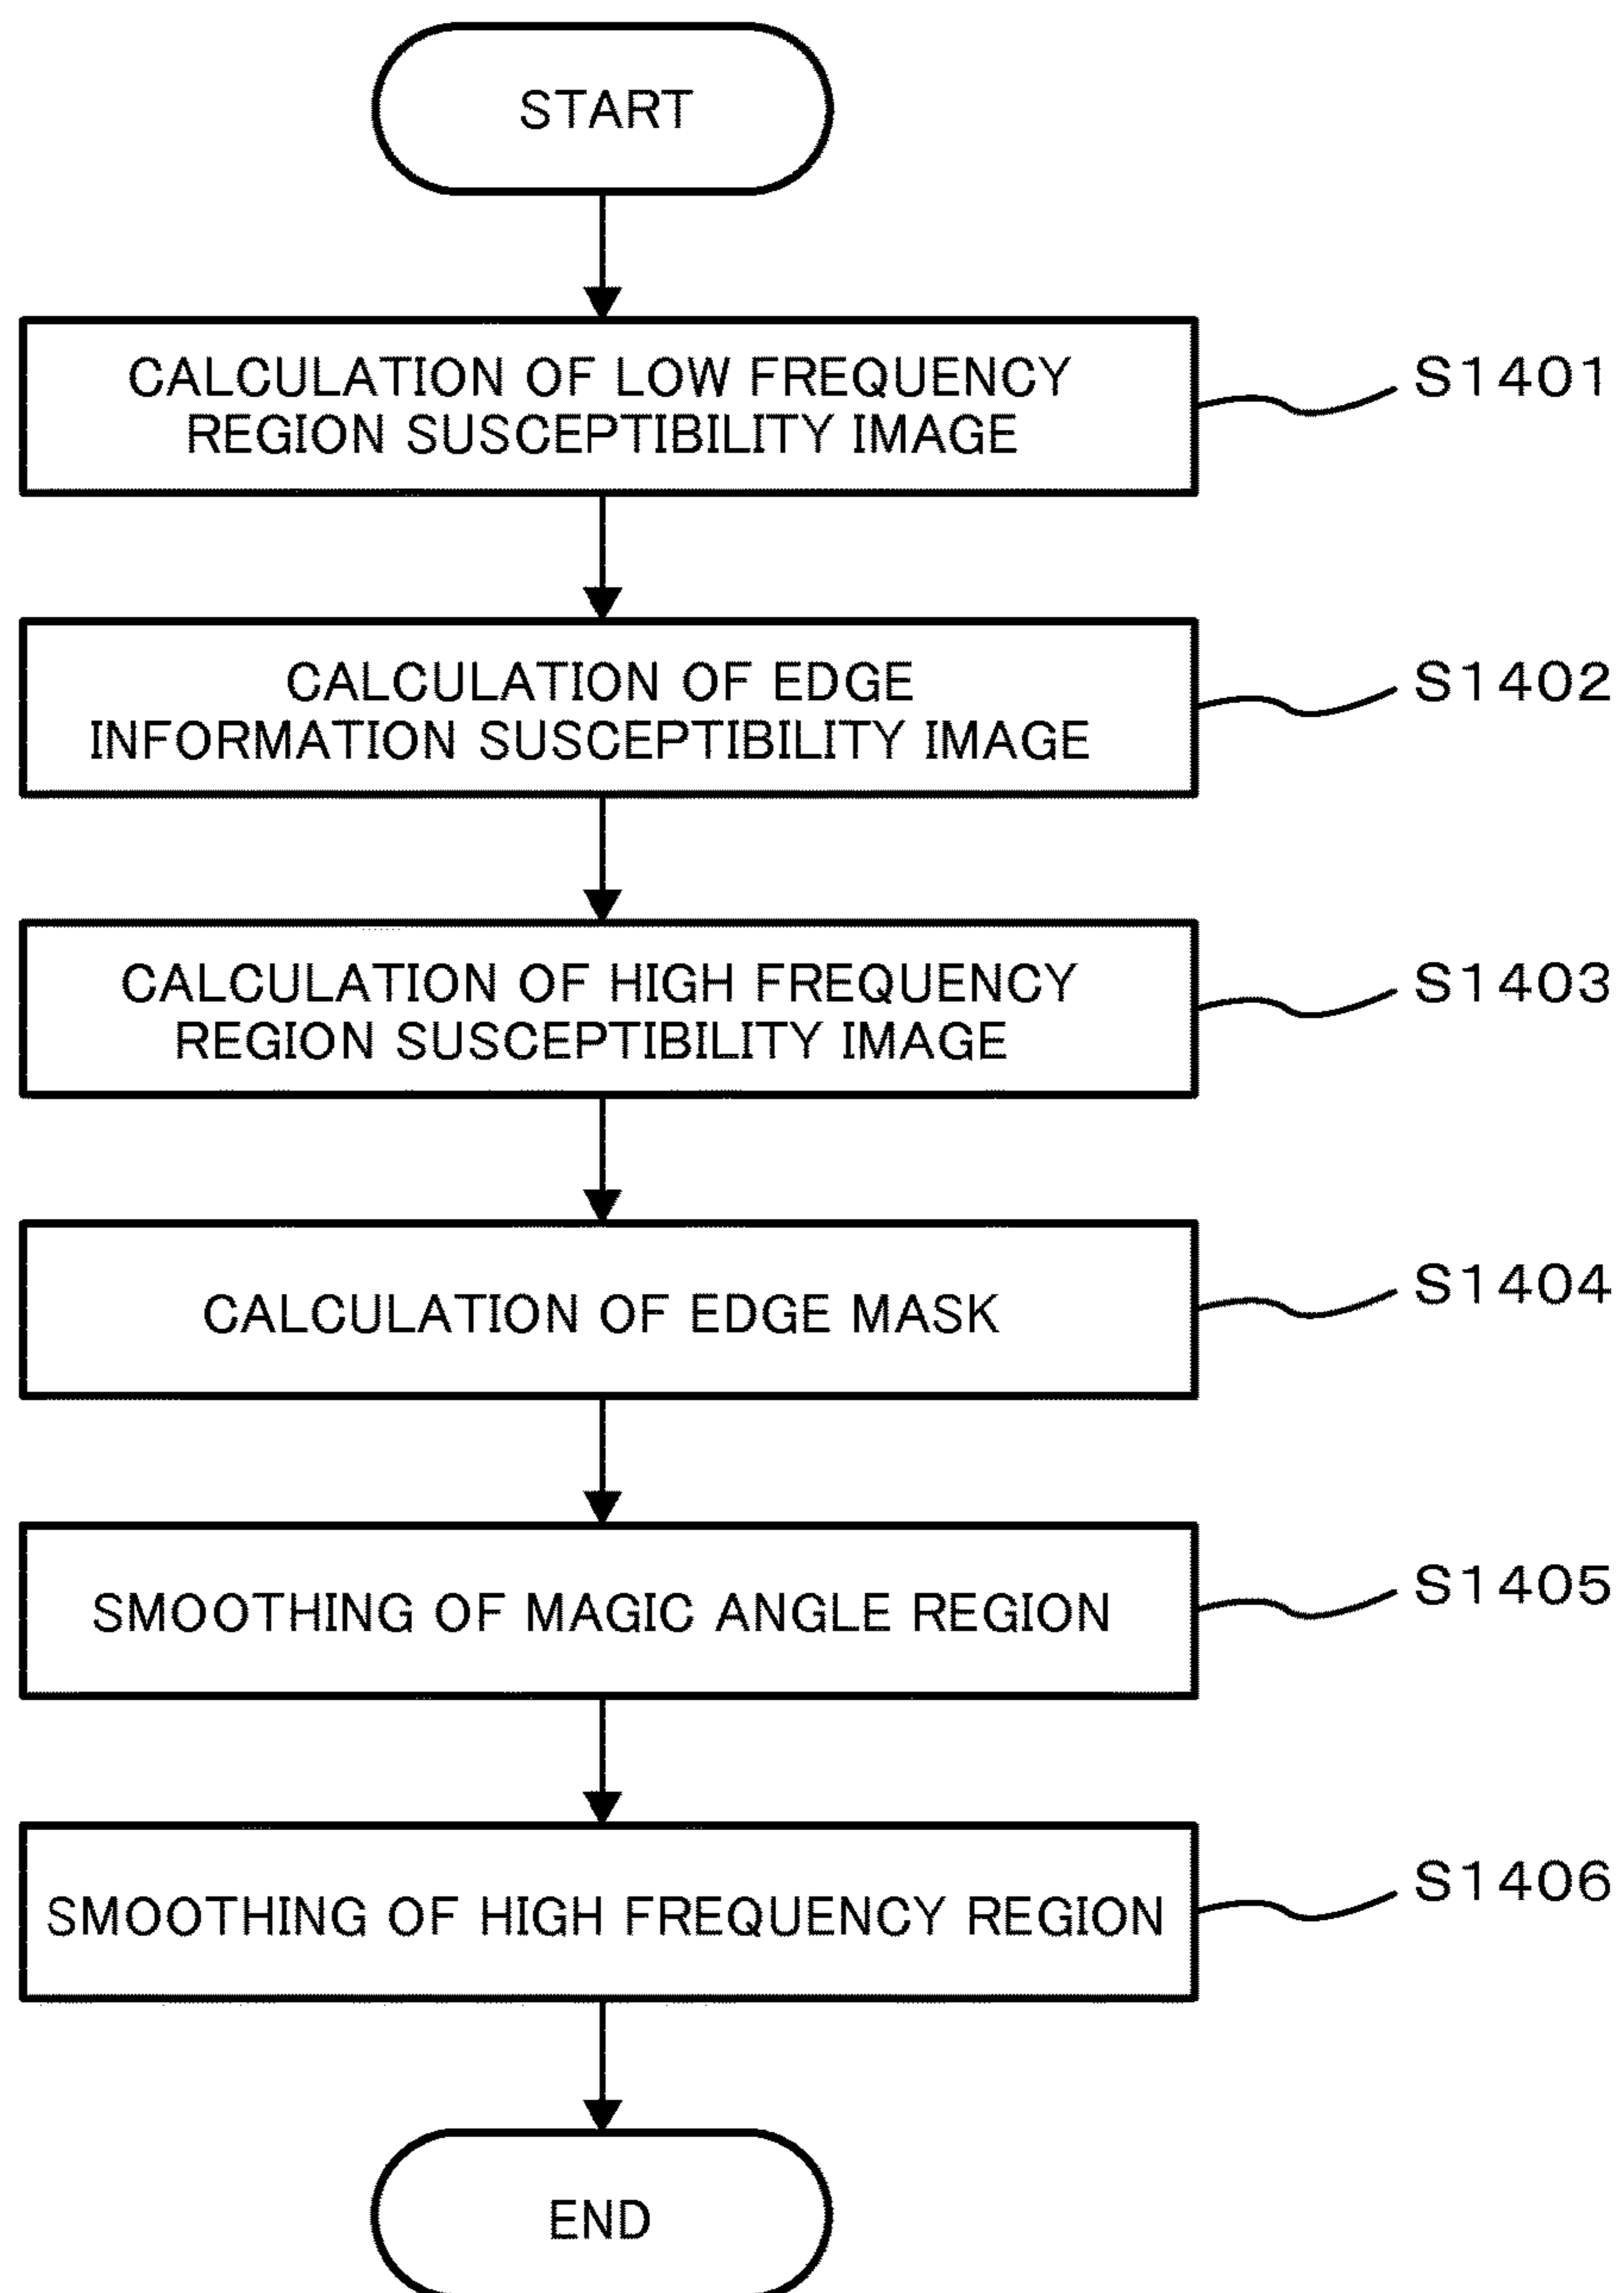 START
CALCULATION OF LOW FREQUENCY
REGION SUSCEPTIBILITY IMAGE
S1401
CALCULATION OF EDGE
INFORMATION SUSCEPTIBILITY IMAGE
S1402
CALCULATION OF HIGH FREQUENCY
REGION SUSCEPTIBILITY IMAGE
S1403
CALCULATION OF EDGE MASK
S1404
SMOOTHING OF MAGIC ANGLE REGION
S1405
SMOOTHING OF HIGH FREQUENCY REGION
S1406
END